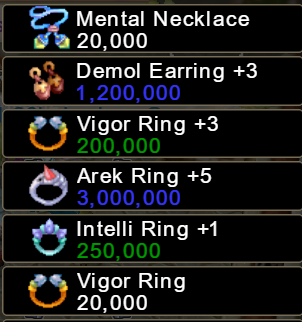 Mental Necklace
20,000
Demol Earring +3
1,200,000
Vigor Ring +3
200,000
Arek Ring +5
3,000,000
Intelli Ring +1
250,000
Vigor Ring
20,000